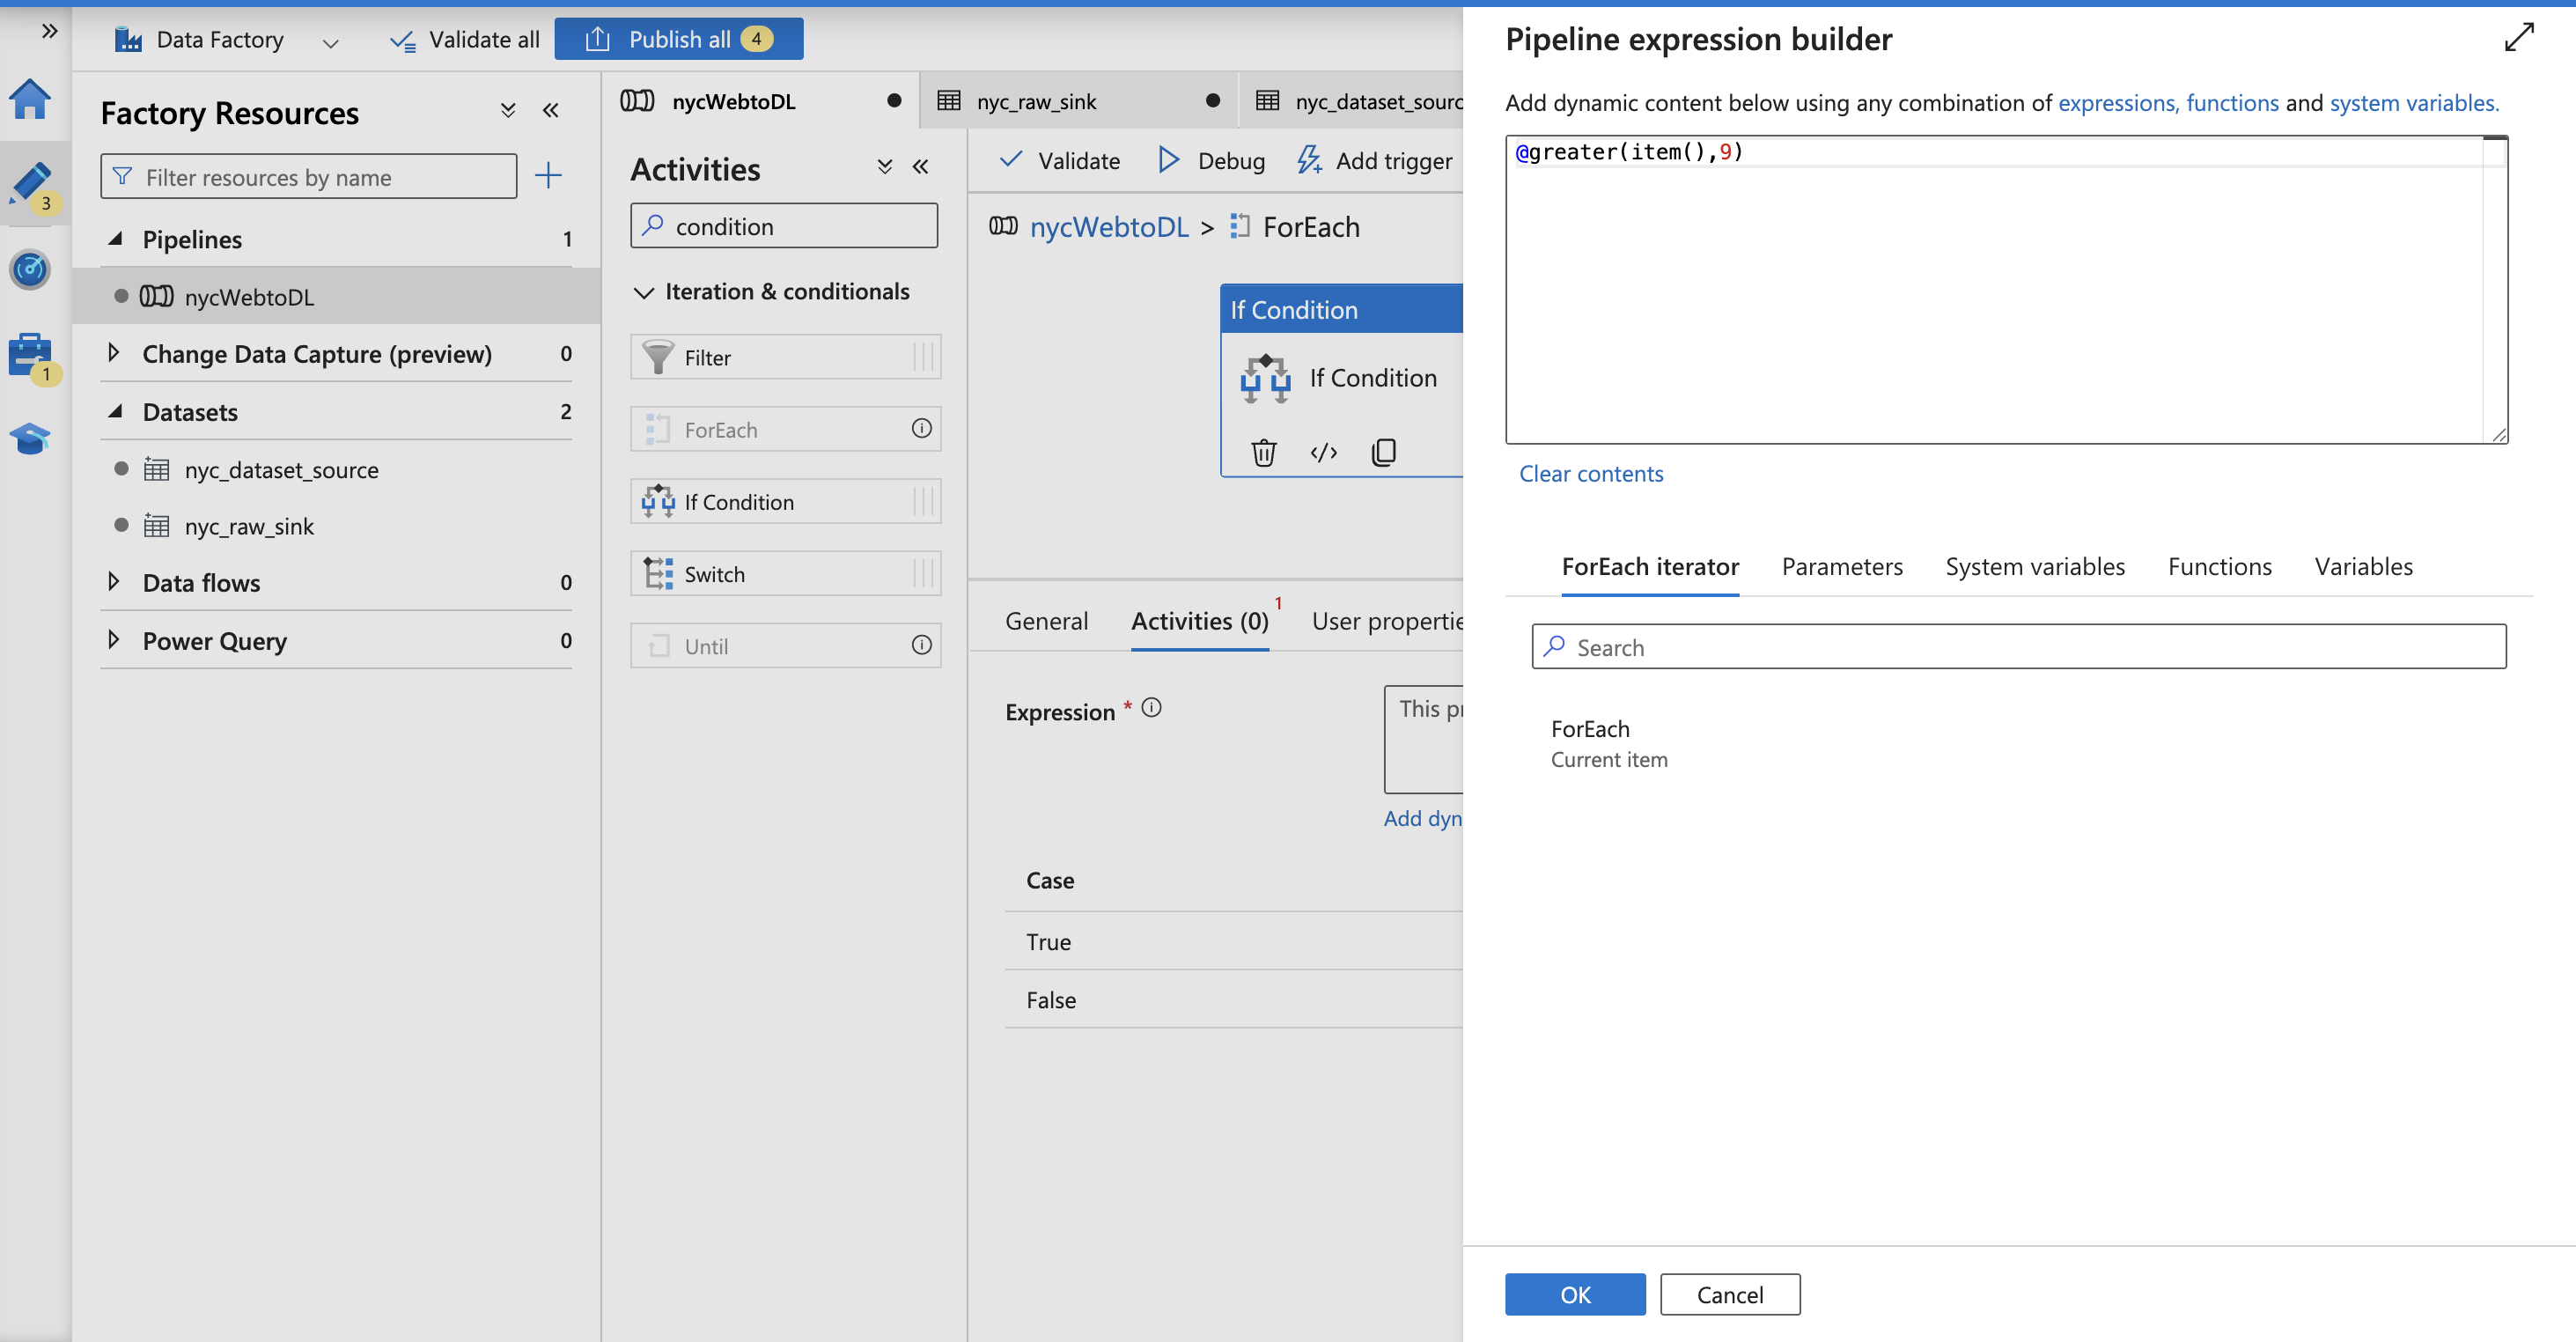 Data Factory
Validate all
Publish all 4
3
1
Factory Resources
Filter resources by name
Pipelines 1
nycWebtoDL
Change Data Capture (preview) 0
Datasets 2
nyc_dataset_source
nyc_raw_sink
Data flows 0
Power Query 0
nycWebtoDL
nyc_raw_sink
nyc_dataset_sourc
Activities
condition
Iteration & conditionals
Filter
ForEach
If Condition
Switch
Until
Validate
Debug
Add trigger
nycWebtoDL > ForEach
If Condition
If Condition
General
Activities (0) 1
User propertie
Expression *
This pr
Add dyn
Case
True
False
Pipeline expression builder
Add dynamic content below using any combination of expressions, functions and system variables.
@greater(item(),9)
Clear contents
ForEach iterator
Parameters
System variables
Functions
Variables
Search
ForEach
Current item
OK
Cancel